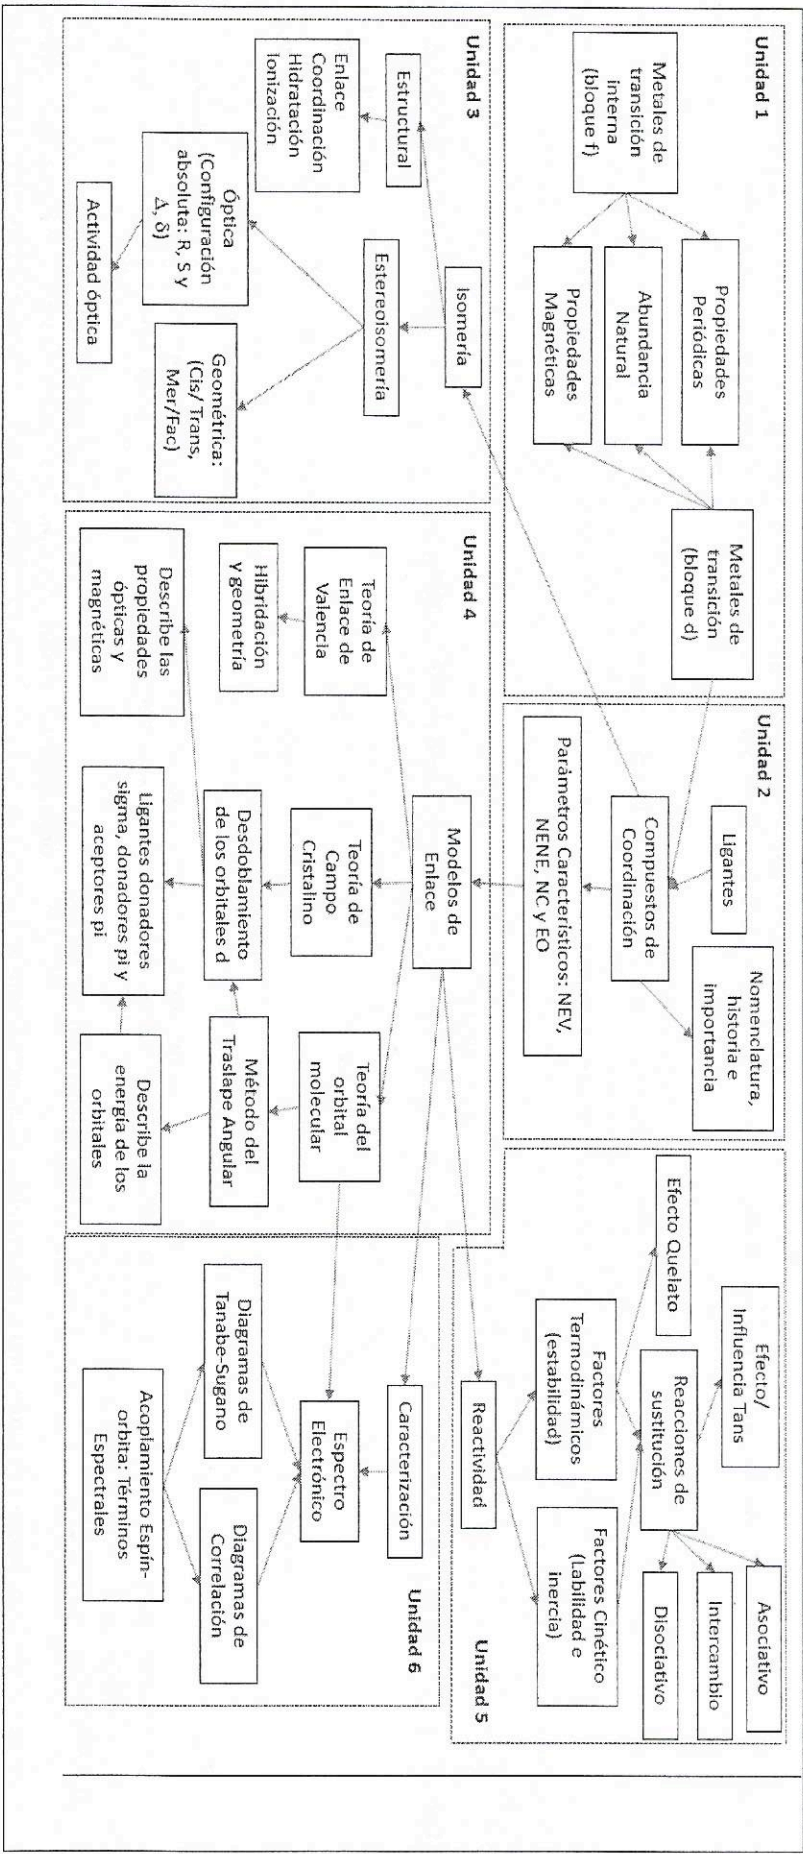 Unidad 1
Metales de
transición
interna
(bloque f)
Propiedades
Periódicas
Abundancia
Natural
Propiedades
Magnéticas
Metales de
transición
(bloque d)
Unidad 2
Ligantes
Nomenclatura,
historia e
importancia
Compuestos de
Coordinación
Parámetros Característicos: NEV,
NENE, NC y EO
Unidad 3
Isomería
Estructural
Enlace
Coordinación
Hidratación
Ionización
Estereoisomería
Óptica
(Configuración
absoluta: R, S y
Δ, δ)
Geométrica:
(Cis/ Trans,
Mer/Fac)
Actividad óptica
Unidad 4
Modelos de
Enlace
Teoría de
Enlace de
Valencia
Hibridación
y geometría
Teoría de
Campo
Cristalino
Teoría del
orbital
molecular
Desdoblamiento
de los orbitales d
Método del
Traslape Angular
Describe las
propiedades
ópticas y
magnéticas
Ligantes donadores
sigma, donadores pi y
aceptores pi
Describe la
energía de los
orbitales
Efecto/
Influencia Tans
Efecto Quelato
Reacciones de
sustitución
Asociativo
Intercambio
Disociativo
Factores
Termodinámicos
(estabilidad)
Factores Cinético
(Labilidad e
inercia)
Reactividad
Unidad 5
Unidad 6
Caracterización
Espectro
Electrónico
Diagramas de
Tanabe-Sugano
Diagramas de
Correlación
Acoplamiento Espín-
orbita: Términos
Espectrales